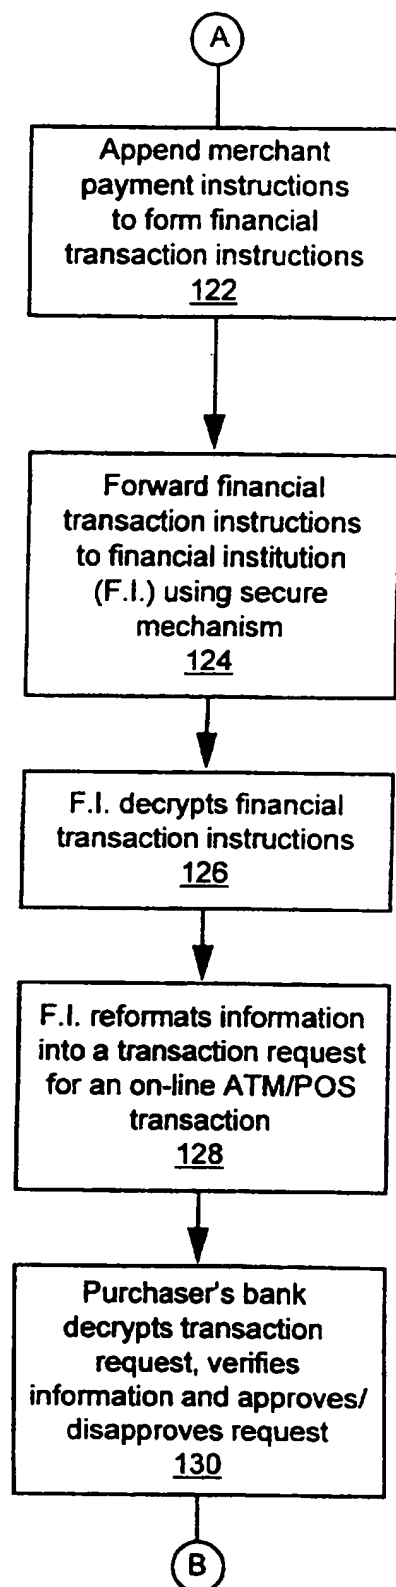 A
Append merchant
payment instructions
to form financial
transaction instructions
122
Forward financial
transaction instructions
to financial institution
(F.I.) using secure
mechanism
124
F.I. decrypts financial
transaction instructions
126
F.I. reformats information
into a transaction request
for an on-line ATM/POS
transaction
128
Purchaser's bank
decrypts transaction
request, verifies
information and approves/
disapproves request
130
B